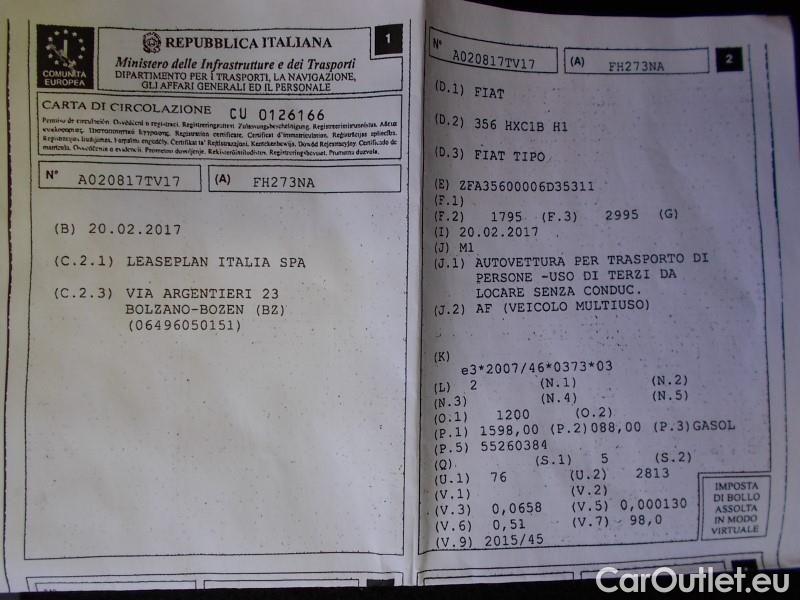 COMUNITA
EUROPEA
REPUBBLICA ITALIANA
1
Ministero delle Infrastrutture e dei Trasporti
DIPARTIMENTO PER I TRASPORTI, LA NAVIGAZIONE,
GLI AFFARI GENERALI ED IL PERSONALE
CARTA DI CIRCOLAZIONE CU 0126166
N° A020817TV17 (A) FH273NA
(B) 20.02.2017
(C.2.1) LEASEPLAN ITALIA SPA
(C.2.3) VIA ARGENTIERI 23
BOLZANO-BOZEN (BZ)
(06496050151)
N° A020817TV17 (A) FH273NA 2
(D.1) FIAT
(D.2) 356 HXC1B H1
(D.3) FIAT TIPO
(E) ZFA35600006D35311
(F.1)
(F.2) 1795 (F.3) 2995 (G)
(I) 20.02.2017
(J) M1
(J.1) AUTOVETTURA PER TRASPORTO DI
PERSONE -USO DI TERZI DA
LOCARE SENZA CONDUC.
(J.2) AF (VEICOLO MULTIUSO)
(K)
e3*2007/46*0373*03
(L) 2 (N.1) (N.2)
(N.3) (N.4) (N.5)
(O.1) 1200 (O.2)
(P.1) 1598,00 (P.2)088,00 (P.3)GASOL
(P.5) 55260384
(Q) (S.1) 5 (S.2)
(U.1) 76 (U.2) 2813
(V.1) (V.2)
(V.3) 0,0658 (V.5) 0,000130
(V.6) 0,51 (V.7) 98,0
(V.9) 2015/45
IMPOSTA
DI BOLLO
ASSOLTA
IN MODO
VIRTUALE
CarOutlet.eu